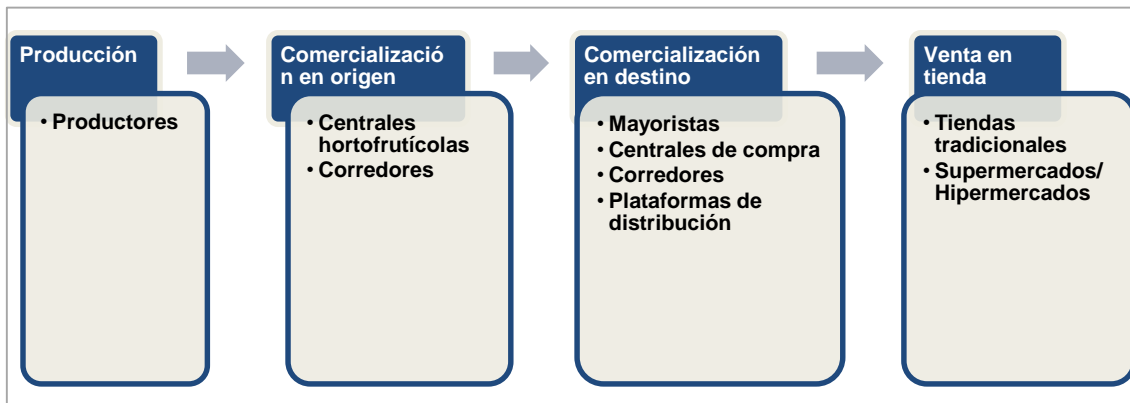 Producción
• Productores
Comercializació
n en origen
• Centrales
hortofrutícolas
• Corredores
Comercialización
en destino
• Mayoristas
• Centrales de compra
• Corredores
• Plataformas de
distribución
Venta en
tienda
• Tiendas
tradicionales
• Supermercados/
Hipermercados